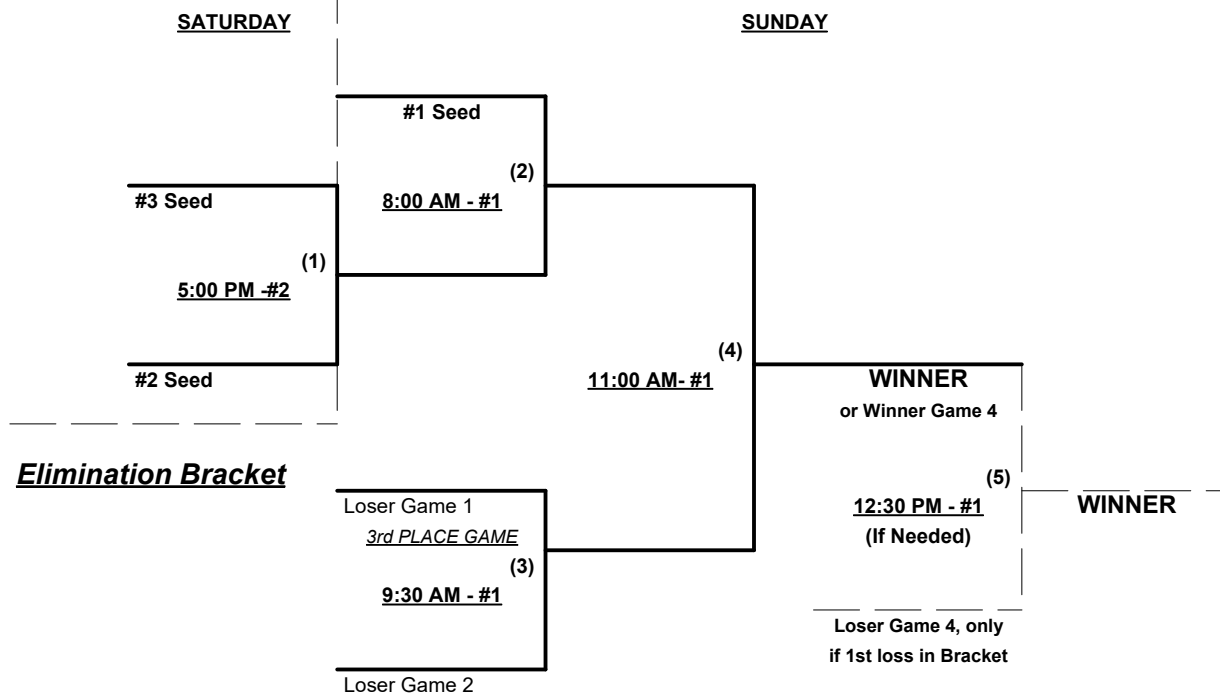 SATURDAY
SUNDAY
#1 Seed
(2)
8:00 AM - #1
#3 Seed
(1)
5:00 PM -#2
#2 Seed
(4)
11:00 AM- #1
WINNER
or Winner Game 4
Elimination Bracket
Loser Game 1
3rd PLACE GAME
(3)
9:30 AM - #1
Loser Game 2
(5)
12:30 PM - #1
(If Needed)
WINNER
Loser Game 4, only
if 1st loss in Bracket